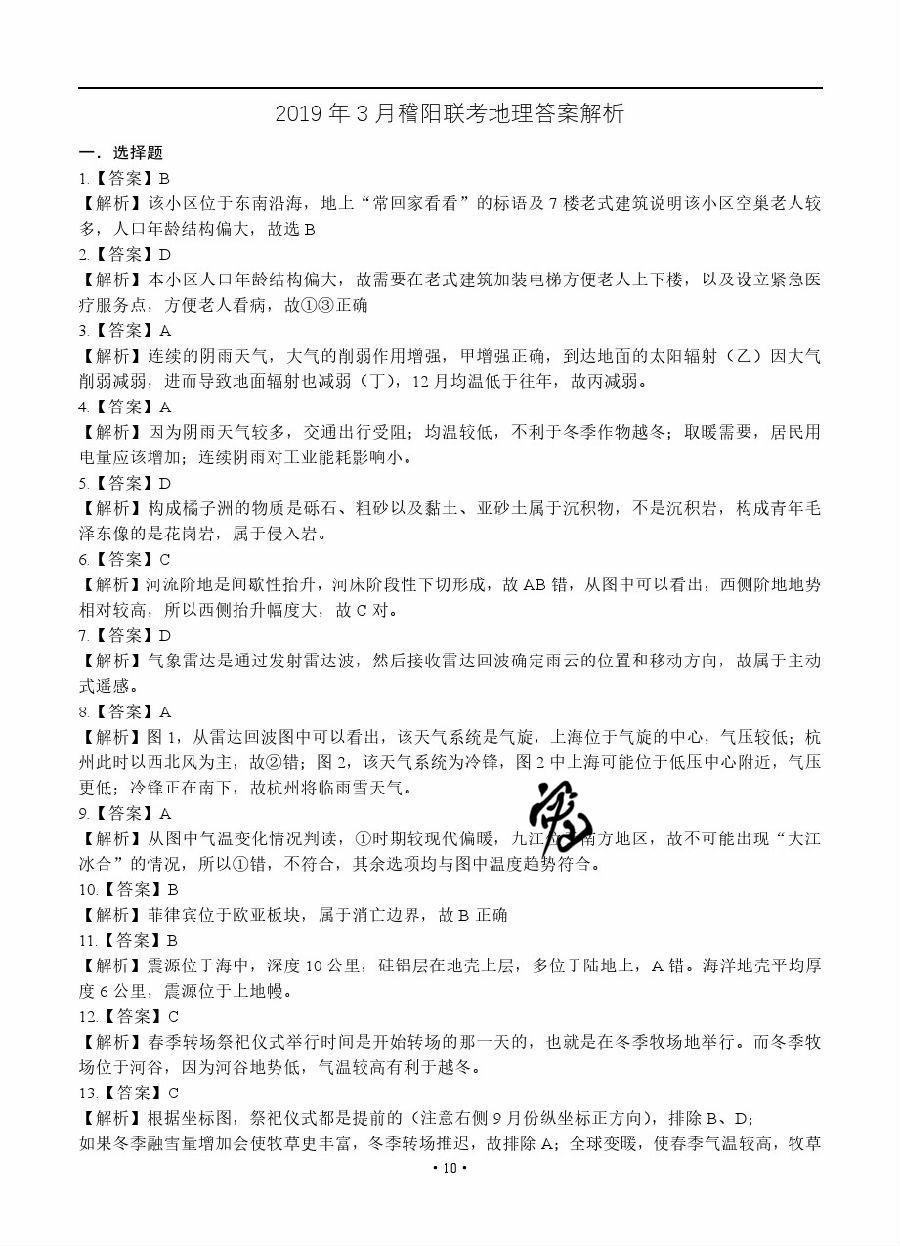 2019 年 3 月稽阳联考地理答案解析
一．选择题
1.【答案】B
【解析】该小区位于东南沿海，地上“常回家看看”的标语及 7 楼老式建筑说明该小区空巢老人较
多，人口年龄结构偏大，故选 B
2.【答案】D
【解析】本小区人口年龄结构偏大，故需要在老式建筑加装电梯方便老人上下楼，以及设立紧急医
疗服务点，方便老人看病，故①③正确
3.【答案】A
【解析】连续的阴雨天气，大气的削弱作用增强，甲增强正确，到达地面的太阳辐射（乙）因大气
削弱减弱，进而导致地面辐射也减弱（丁），12 月均温低于往年，故丙减弱。
4.【答案】A
【解析】因为阴雨天气较多，交通出行受阻；均温较低，不利于冬季作物越冬；取暖需要，居民用
电量应该增加；连续阴雨对工业能耗影响小。
5.【答案】D
【解析】构成橘子洲的物质是砾石、粗砂以及黏土、亚砂土属于沉积物，不是沉积岩，构成青年毛
泽东像的是花岗岩，属于侵入岩。
6.【答案】C
【解析】河流阶地是间歇性抬升，河床阶段性下切形成，故 AB 错，从图中可以看出，西侧阶地地势
相对较高，所以西侧抬升幅度大，故 C 对。
7.【答案】D
【解析】气象雷达是通过发射雷达波，然后接收雷达回波确定雨云的位置和移动方向，故属于主动
式遥感。
8.【答案】A
【解析】图 1，从雷达回波图中可以看出，该天气系统是气旋，上海位于气旋的中心，气压较低；杭
州此时以西北风为主，故②错；图 2，该天气系统为冷锋，图 2 中上海可能位于低压中心附近，气压
更低；冷锋正在南下，故杭州将临雨雪天气。
9.【答案】A
【解析】从图中气温变化情况判读，①时期较现代偏暖，九江 南方地区，故不可能出现“大江
冰合”的情况，所以①错，不符合，其余选项均与图中温度趋势符合。
10.【答案】B
【解析】菲律宾位于欧亚板块，属于消亡边界，故 B 正确
11.【答案】B
【解析】震源位于海中，深度 10 公里，硅铝层在地壳上层，多位于陆地上，A 错。海洋地壳平均厚
度 6 公里，震源位于上地幔。
12.【答案】C
【解析】春季转场祭祀仪式举行时间是开始转场的那一天的，也就是在冬季牧场地举行。而冬季牧
场位于河谷，因为河谷地势低，气温较高有利于越冬。
13.【答案】C
【解析】根据坐标图，祭祀仪式都是提前的（注意右侧 9 月份纵坐标正方向），排除 B、D；
如果冬季融雪量增加会使牧草更丰富，冬季转场推迟，故排除 A；全球变暖，使春季气温较高，牧草
· 10 ·